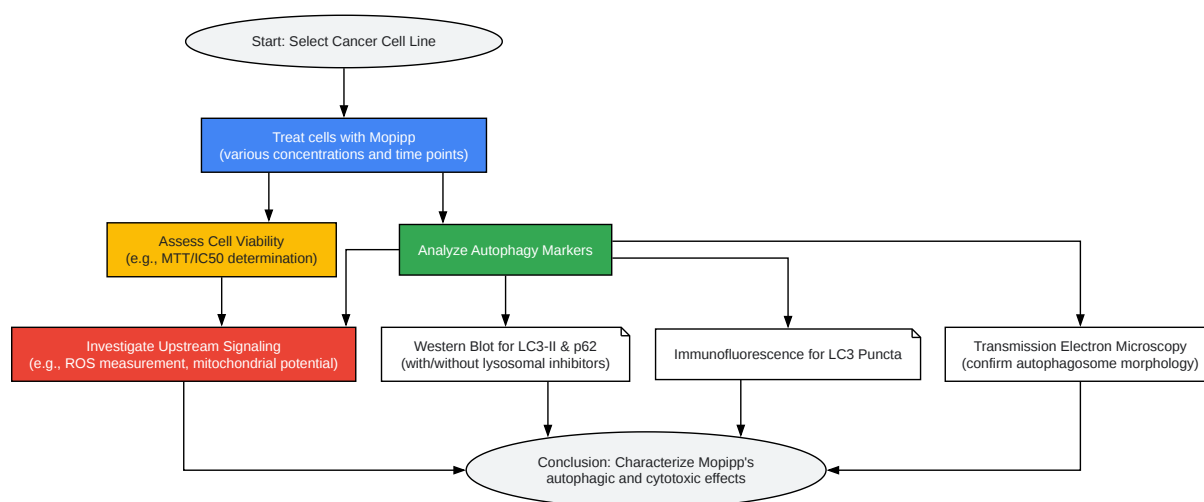 Start: Select Cancer Cell Line
Treat cells with Mopipp
(various concentrations and time points)
Assess Cell Viability
(e.g., MTT/IC50 determination)
Analyze Autophagy Markers
Investigate Upstream Signaling
(e.g., ROS measurement, mitochondrial potential)
Western Blot for LC3-II & p62
(with/without lysosomal inhibitors)
Immunofluorescence for LC3 Puncta
Transmission Electron Microscopy
(confirm autophagosome morphology)
Conclusion: Characterize Mopipp's
autophagic and cytotoxic effects